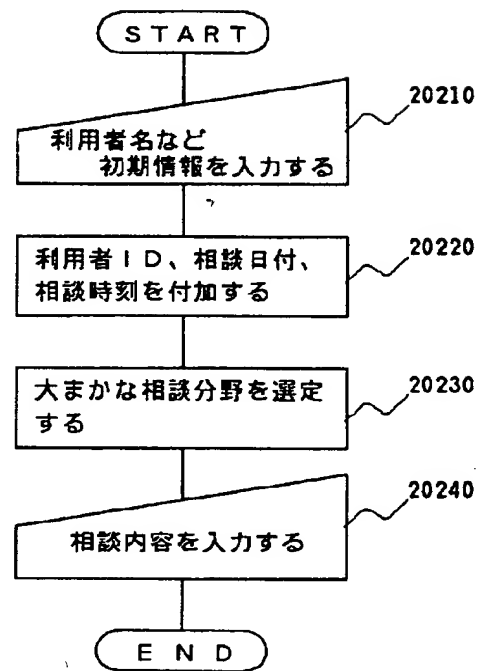 START
20210
利用者名など
初期情報を入力する
20220
利用者ID、相談日付、
相談時刻を付加する
20230
大まかな相談分野を選定
する
20240
相談内容を入力する
END